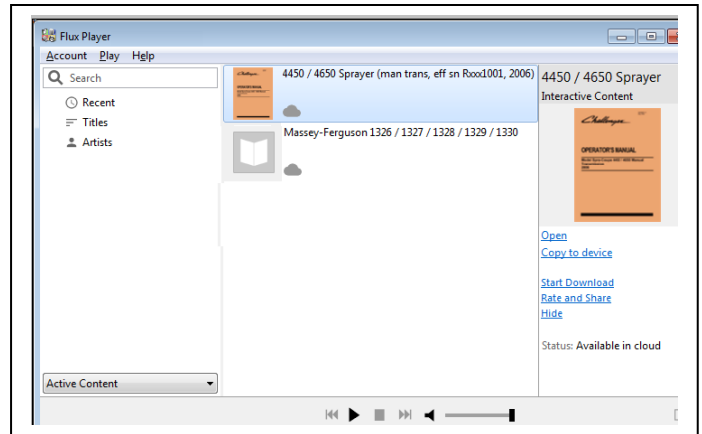 Flux Player
Account Play Help
Search
Recent
Titles
Artists
Active Content
4450 / 4650 Sprayer (man trans, eff sn Rxxx1001, 2006)
Massey-Ferguson 1326 / 1327 / 1328 / 1329 / 1330
4450 / 4650 Sprayer
Interactive Content
Challenger
OPERATOR'S MANUAL
Open
Copy to device
Start Download
Rate and Share
Hide
Status: Available in cloud